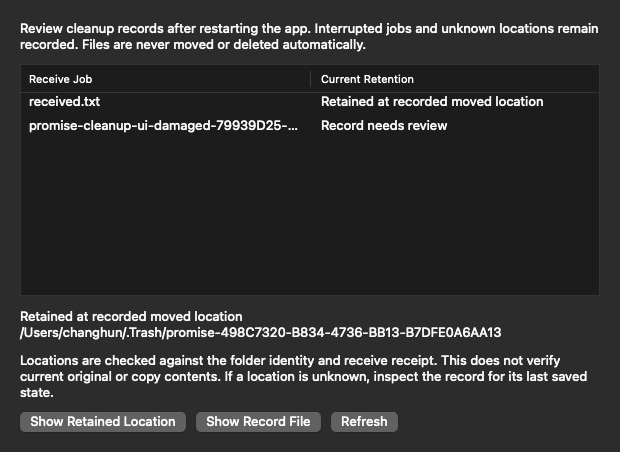 Review cleanup records after restarting the app. Interrupted jobs and unknown locations remain
recorded. Files are never moved or deleted automatically.
Receive Job Current Retention
received.txt Retained at recorded moved location
promise-cleanup-ui-damaged-79939D25-... Record needs review
Retained at recorded moved location
/Users/changhun/.Trash/promise-498C7320-B834-4736-BB13-B7DFE0A6AA13
Locations are checked against the folder identity and receive receipt. This does not verify
current original or copy contents. If a location is unknown, inspect the record for its last saved
state.
Show Retained Location Show Record File Refresh